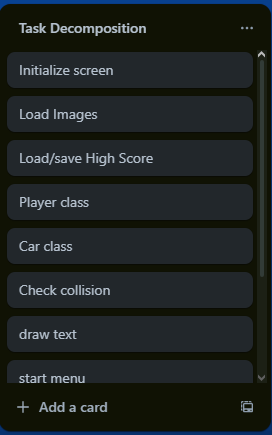 Task Decomposition
Initialize screen
Load Images
Load/save High Score
Player class
Car class
Check collision
draw text
start menu
Add a card